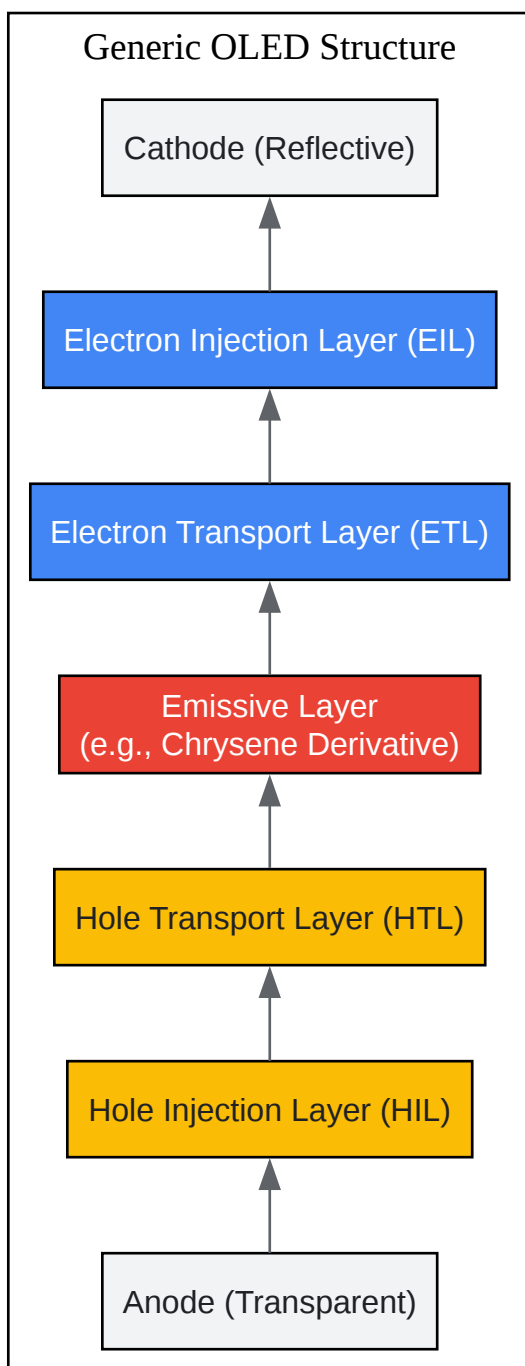 Generic OLED Structure
Cathode (Reflective)
Electron Injection Layer (EIL)
Electron Transport Layer (ETL)
Emissive Layer
(e.g., Chrysene Derivative)
Hole Transport Layer (HTL)
Hole Injection Layer (HIL)
Anode (Transparent)